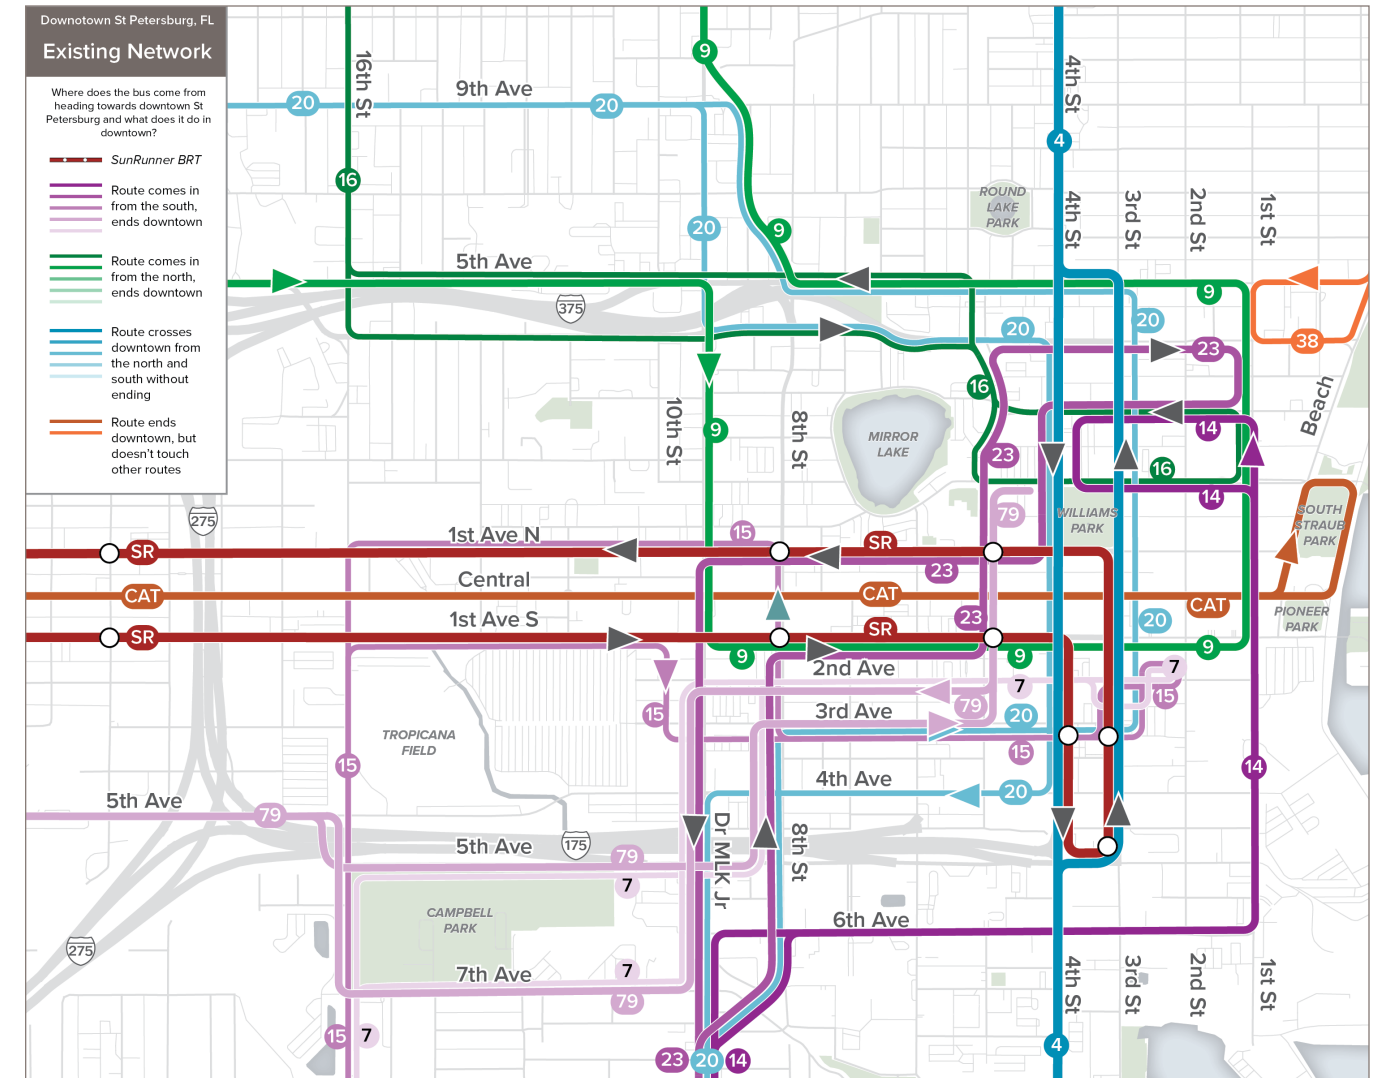 Downotown St Petersburg, FL
Existing Network
Where does the bus come from
heading towards downtown St
Petersburg and what does it do in
downtown?
SunRunner BRT
Route comes in
from the south,
ends downtown
Route comes in
from the north,
ends downtown
Route crosses
downtown from
the north and
south without
ending
Route ends
downtown, but
doesn't touch
other routes
16th St
9
4th St
20
9th Ave
20
4
16
ROUND
LAKE
PARK
4th St
3rd St
2nd St
1st St
20
9
5th Ave
375
9
20
20
38
23
16
Beach
10th St
9
8th St
MIRROR
LAKE
14
23
16
14
79
WILLIAMS
PARK
SOUTH
STRAUB
PARK
275
1st Ave N
15
SR
SR
23
Central
CAT
CAT
CAT
PIONEER
PARK
1st Ave S
SR
SR
23
20
9
9
9
2nd Ave
7
7
15
79
15
3rd Ave
20
15
TROPICANA
FIELD
15
14
4th Ave
20
5th Ave
79
175
5th Ave
79
7
Dr MLK Jr
8th St
CAMPBELL
PARK
6th Ave
275
7th Ave
7
79
4th St
3rd St
2nd St
1st St
15
7
4
23
20
14